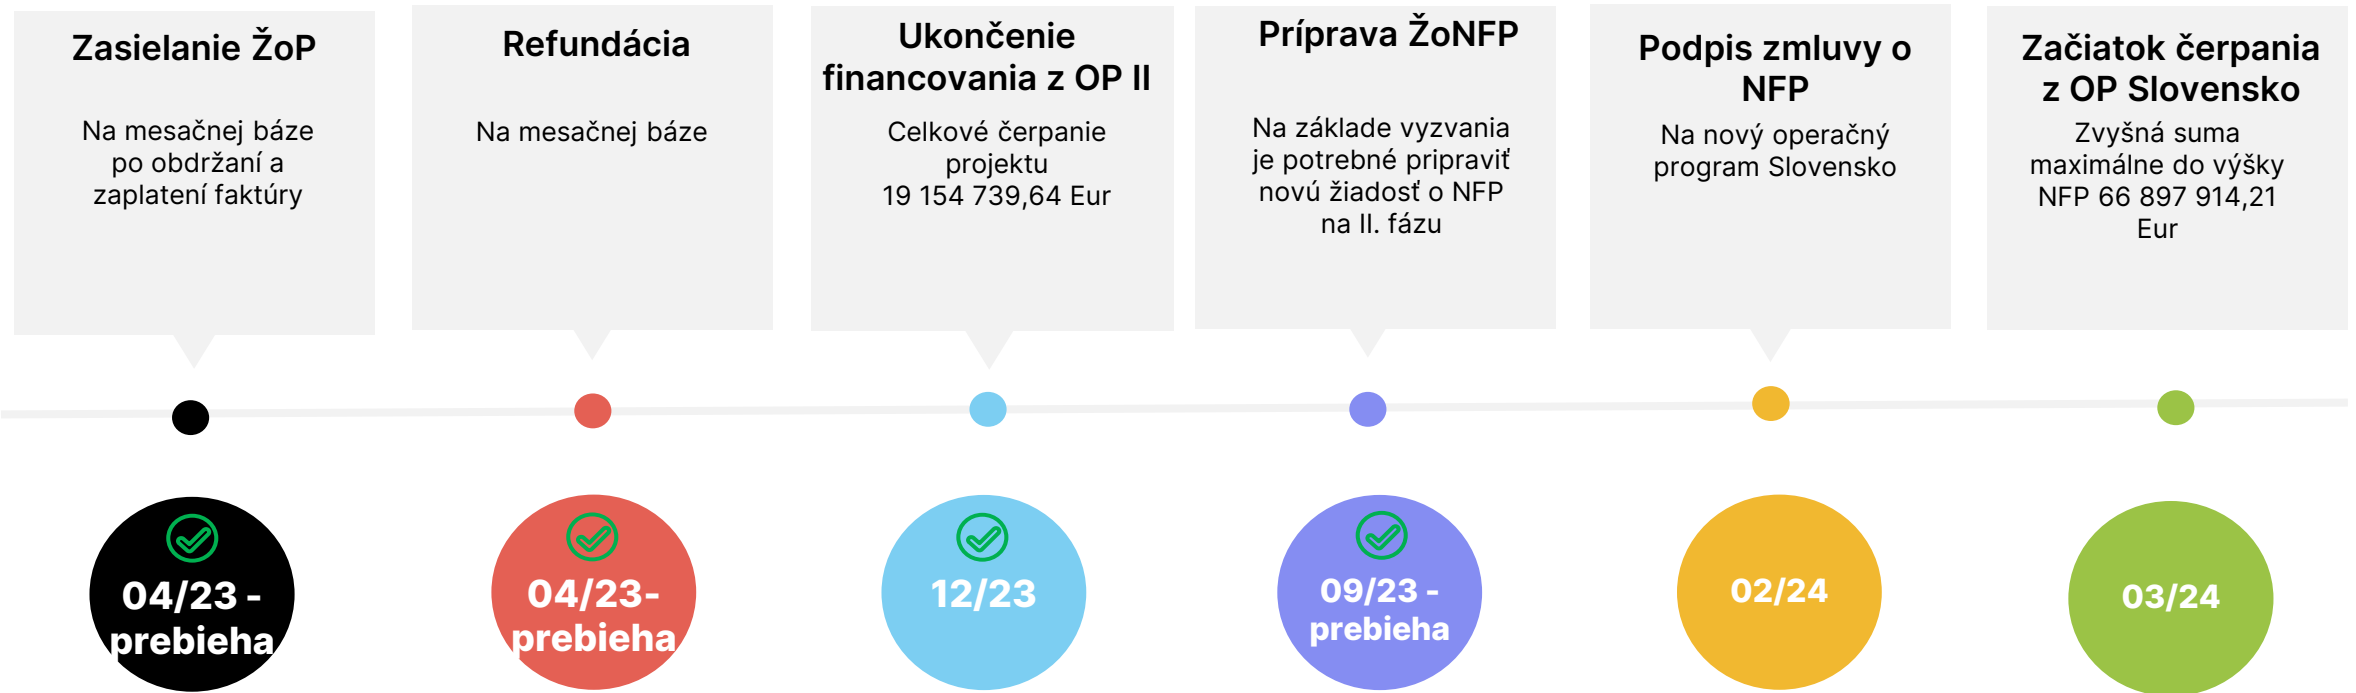 Zasielanie ŽoP
Na mesačnej báze
po obdržaní a
zaplatení faktúry
Refundácia
Na mesačnej báze
Ukončenie
financovania z OP II
Celkové čerpanie
projektu
19 154 739,64 Eur
Príprava ŽoNFP
Na základe vyzvania
je potrebné pripraviť
novú žiadosť o NFP
na II. fázu
Podpis zmluvy o
NFP
Na nový operačný
program Slovensko
Začiatok čerpania
z OP Slovensko
Zvyšná suma
maximálne do výšky
NFP 66 897 914,21
Eur
04/23 -
prebieha
04/23-
prebieha
12/23
09/23 -
prebieha
02/24
03/24